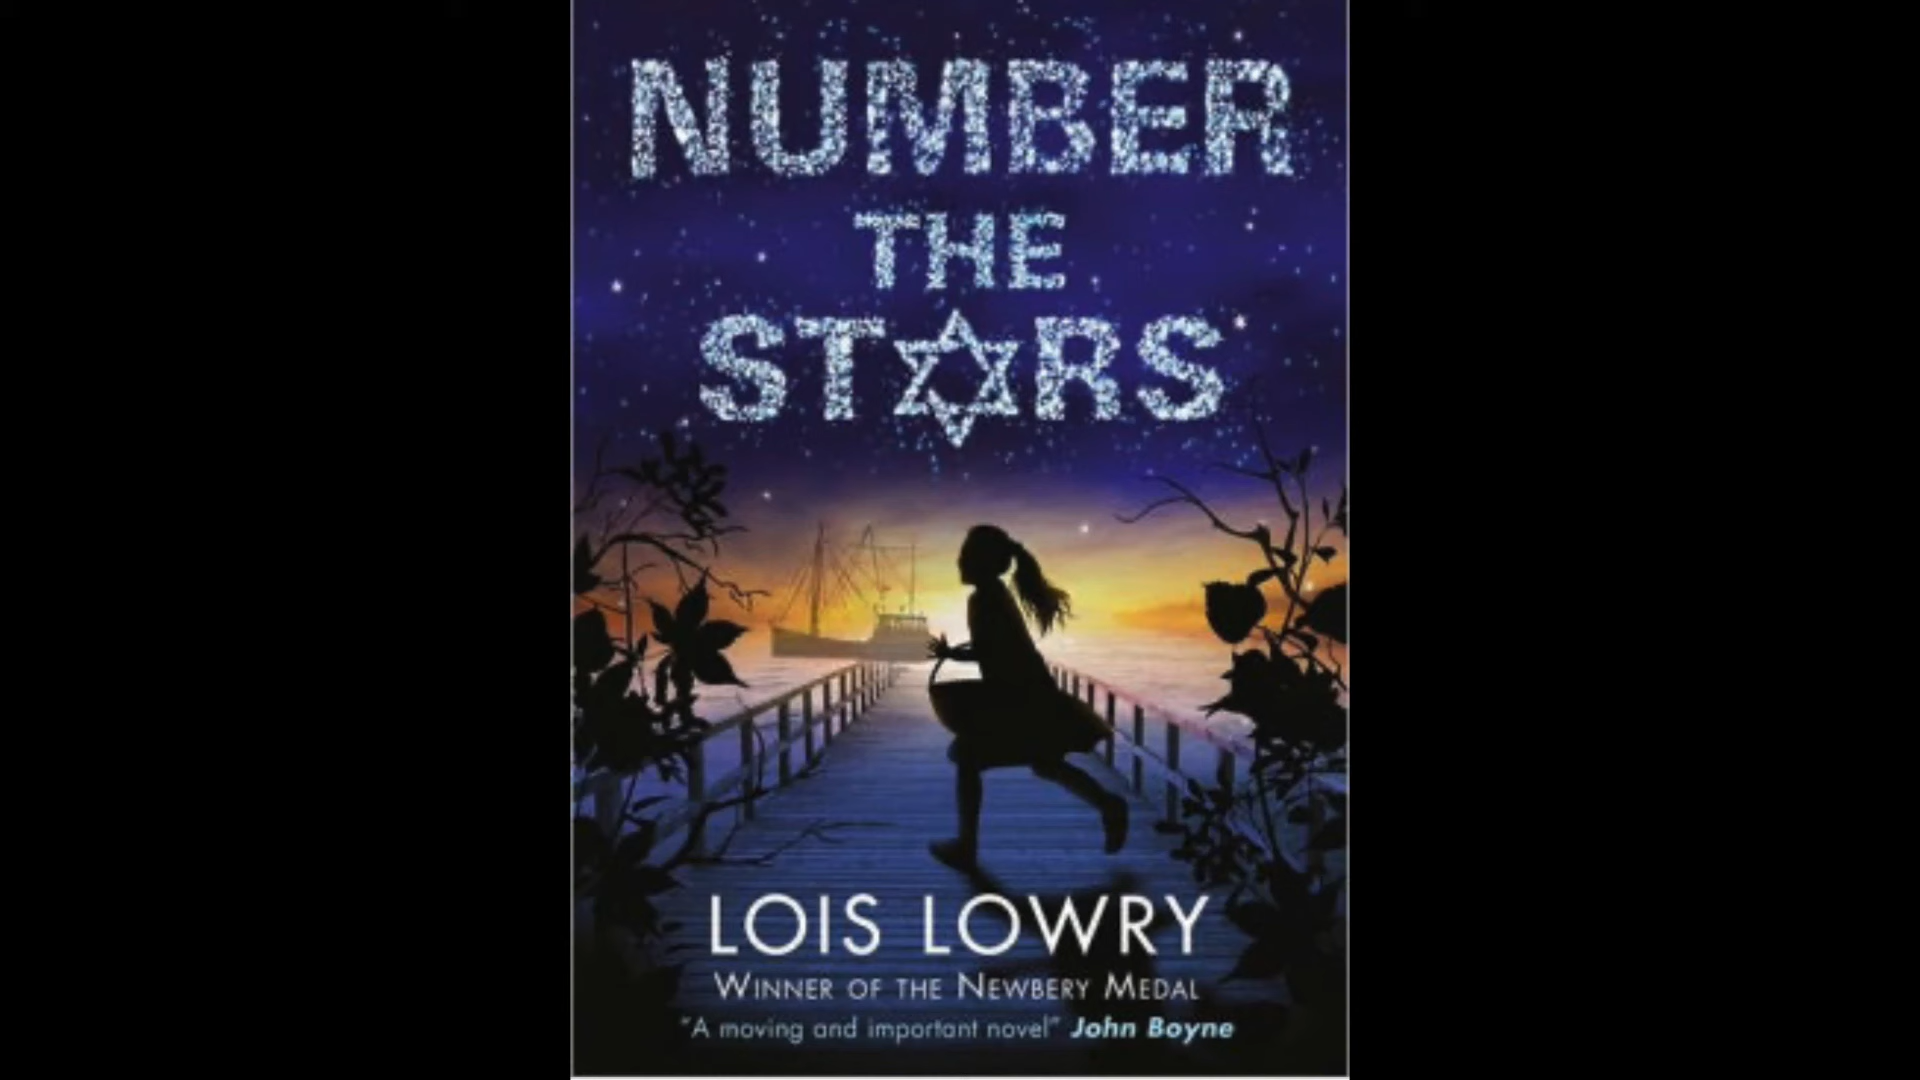 NUMBER
THE
STARS
LOIS LOWRY
WINNER OF THE NEWBERY MEDAL
"A moving and important novel" John Boyne